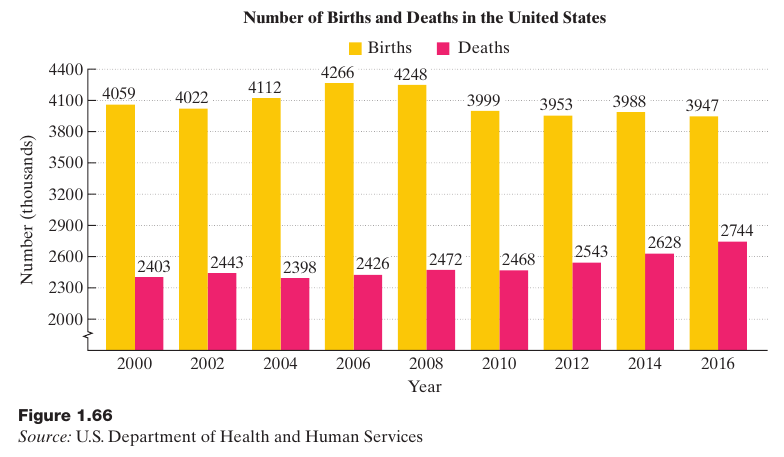 Number of Births and Deaths in the United States
Births Deaths
4400
4100
3800
3500
3200
2900
2600
2300
2000
Number (thousands)
4059 2403
4022 2443
4112 2398
4266 2426
4248 2472
3999 2468
3953 2543
3988 2628
3947 2744
2000 2002 2004 2006 2008 2010 2012 2014 2016
Year
Figure 1.66
Source: U.S. Department of Health and Human Services